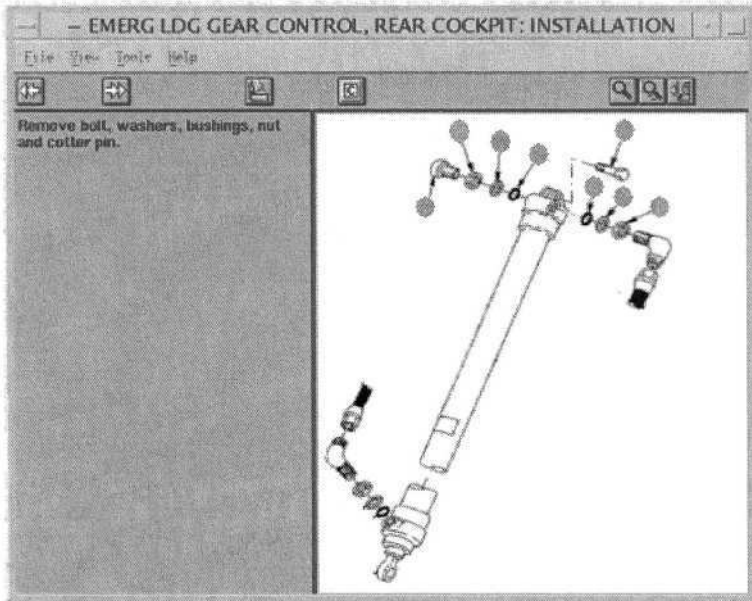 – EMERG LDG GEAR CONTROL, REAR COCKPIT: INSTALLATION
File View Tools Help
Remove bolt, washers, bushings, nut
and cotter pin.